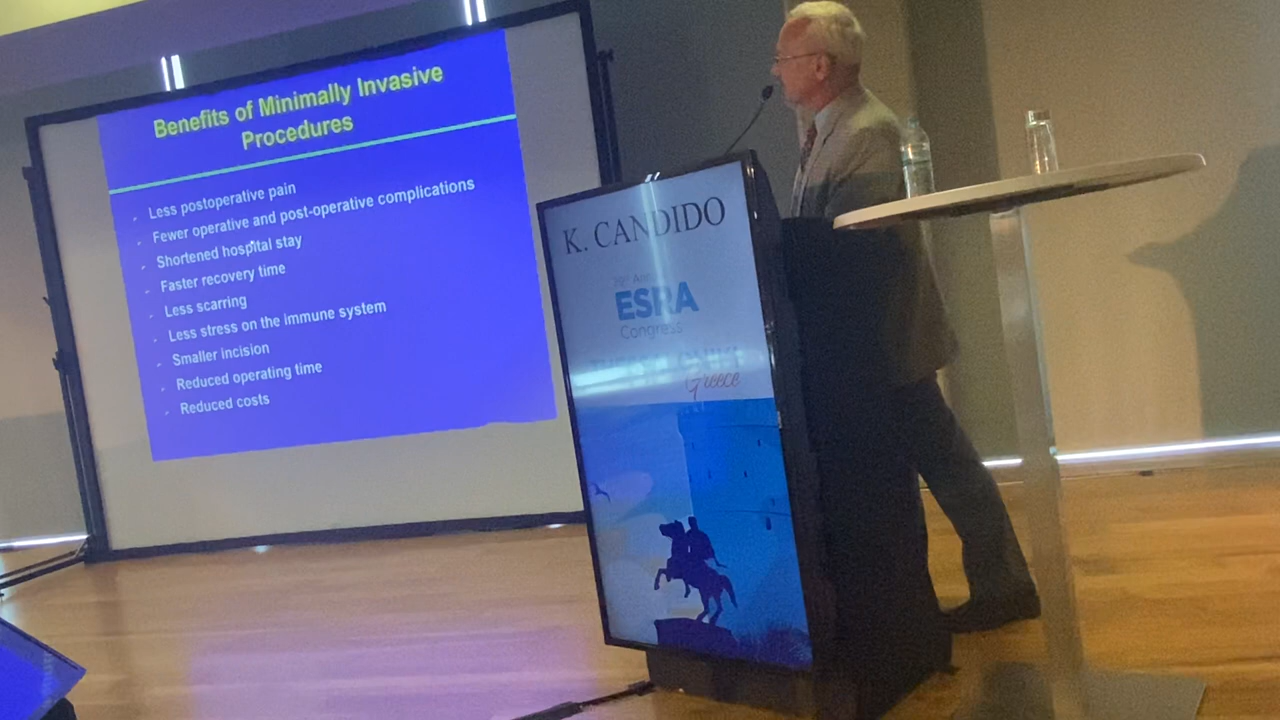 Benefits of Minimally Invasive
Procedures
Less postoperative pain
Fewer operative and post-operative complications
Shortened hospital stay
Faster recovery time
Less scarring
Less stress on the immune system
Smaller incision
Reduced operating time
Reduced costs
K. CANDIDO
ESRA
Congress
Greece